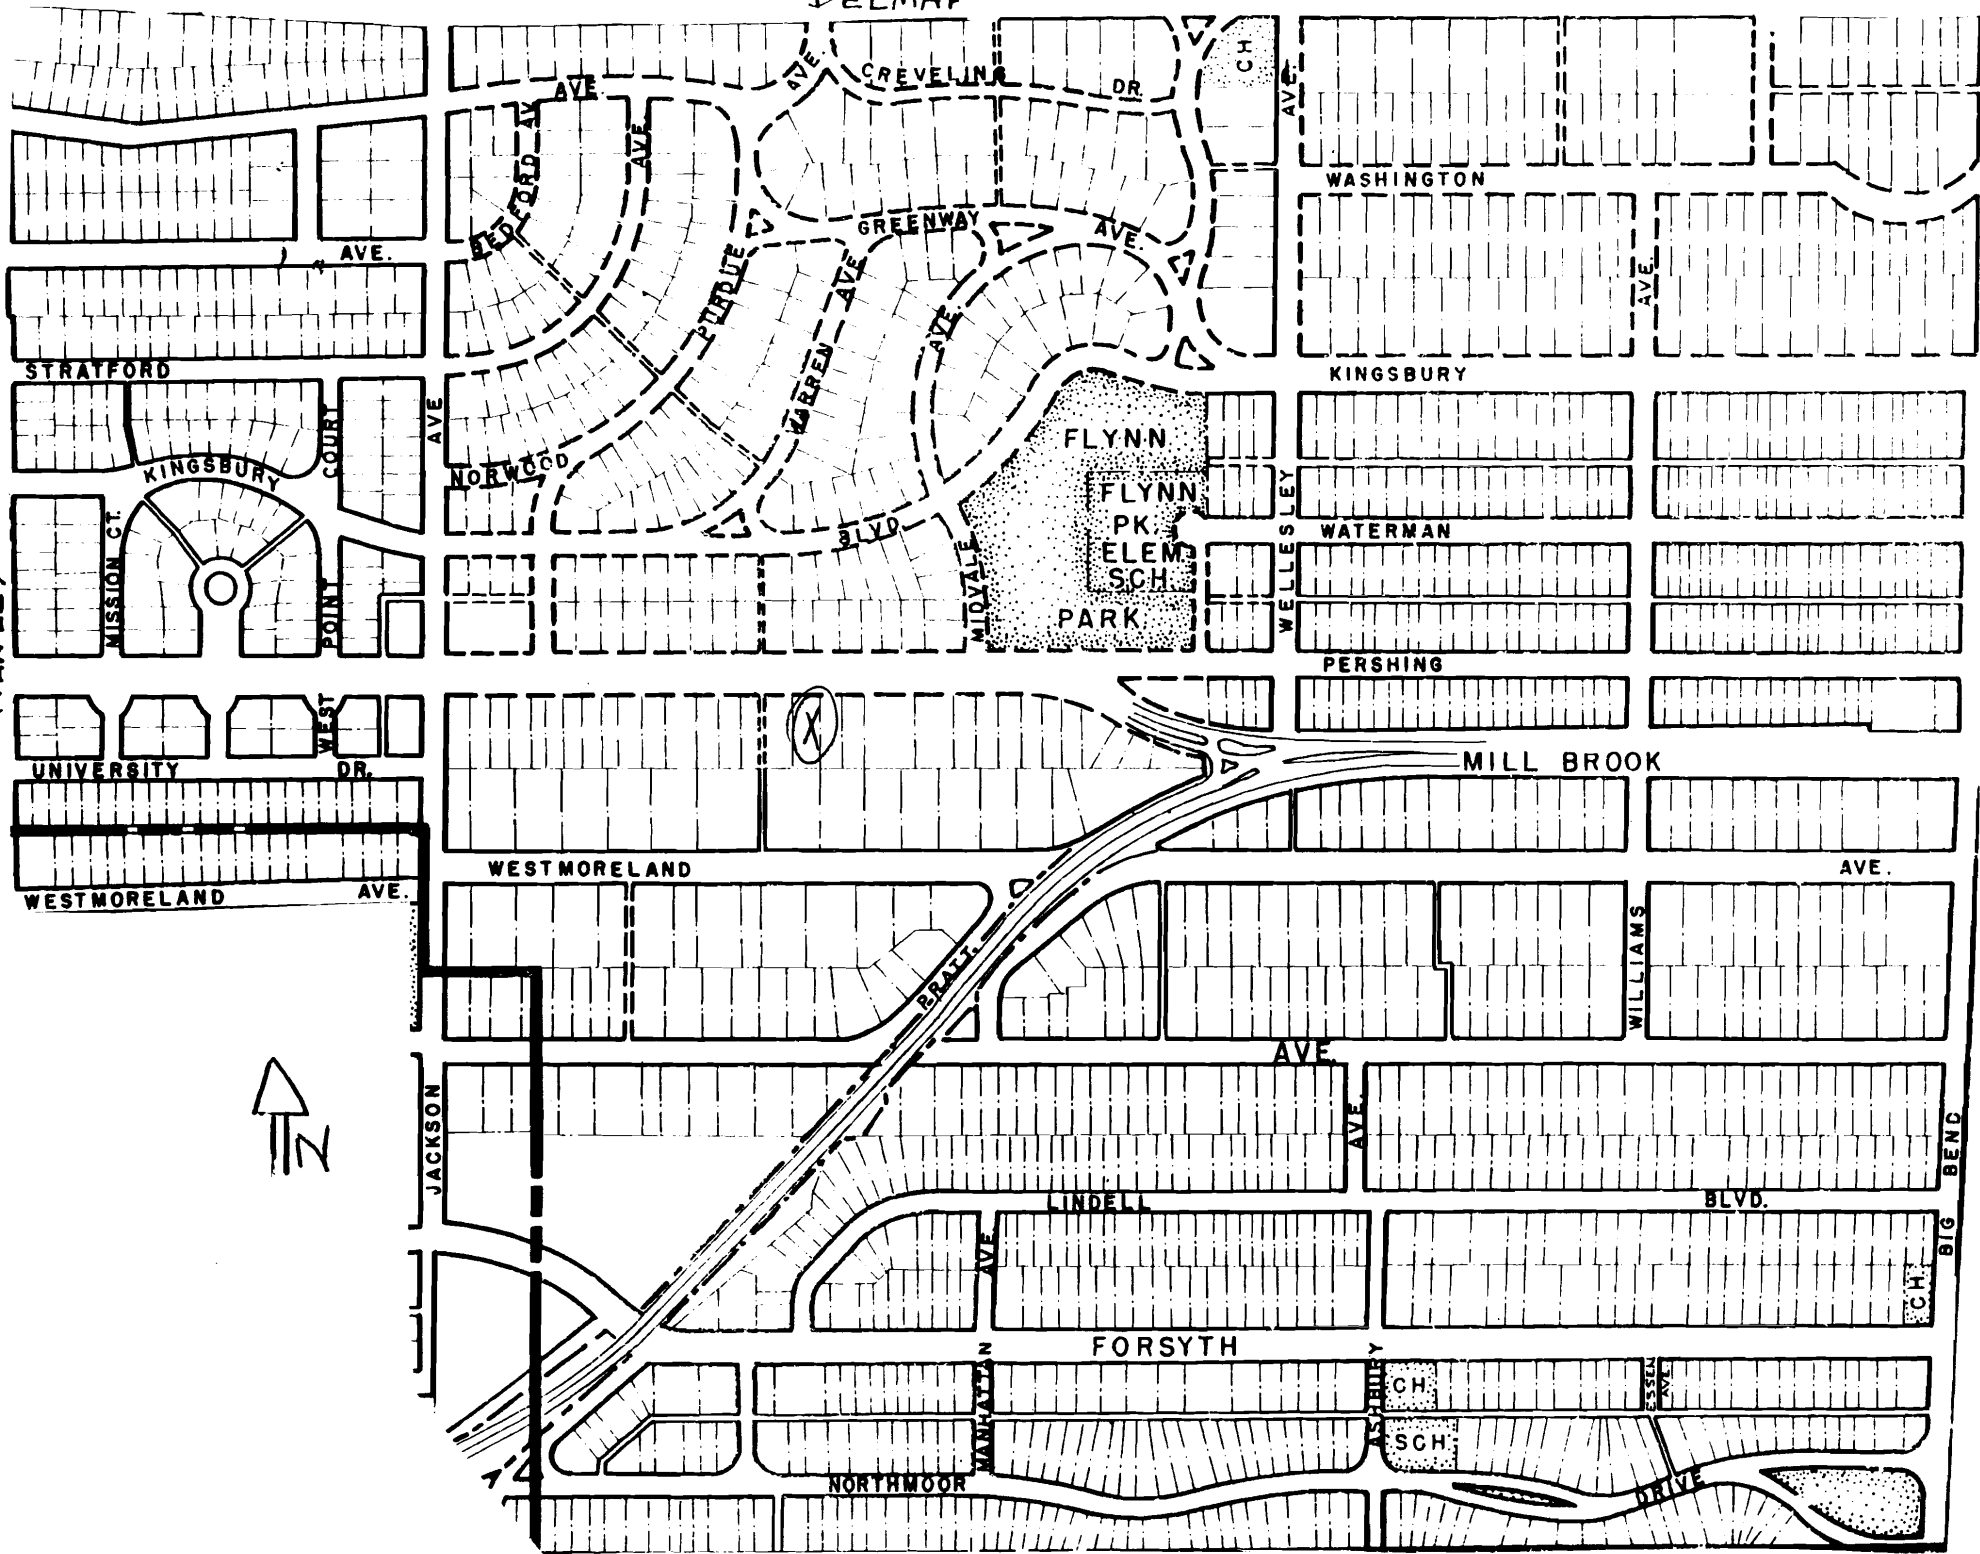 DELMAR
CH
AVE.
CREVELING
DR.
AVE.
AVE.
BEDFORD AV.
AVE.
WASHINGTON
GREENWAY
AVE.
AVE.
PURDUE
AVE.
AVE.
AVE.
STRATFORD
KINGSBURY
COURT
AVE
WARREN
FLYNN
KINGSBURY
NORWOOD
FLYNN
PK.
ELEM
SCH.
PARK
WELLESLEY
WATERMAN
BLVD.
MISSION CT.
POINT
MIDVALE
PERSHING
WEST
X
UNIVERSITY
DR.
MILL BROOK
WESTMORELAND
AVE.
WESTMORELAND
AVE.
WILLIAMS
PRATT.
AVE.
N
JACKSON
AVE.
BIG BEND
LINDELL
BLVD.
AVE.
CH.
FORSYTH
MANHATTAN
ASHBURY
CH.
ESSEN
AVE.
SCH.
NORTHMOOR
DRIVE